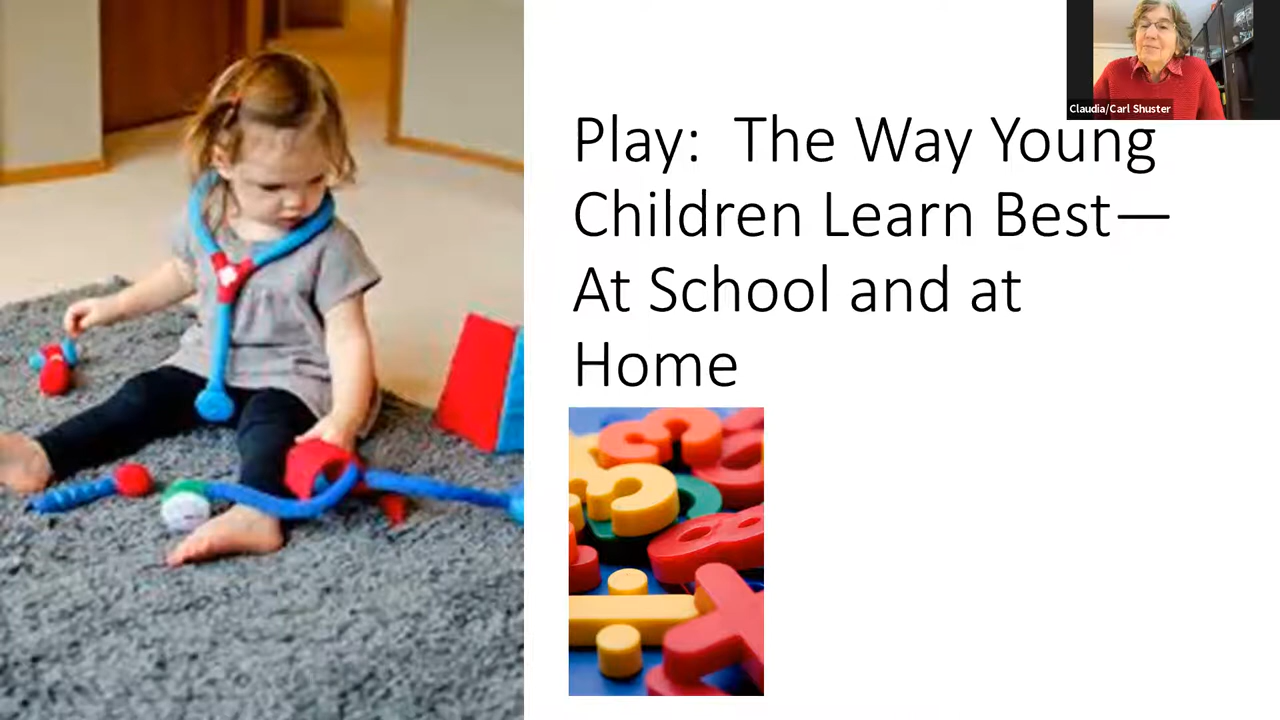 Claudia/Carl Shuster
Play:  The Way Young
Children Learn Best—
At School and at
Home